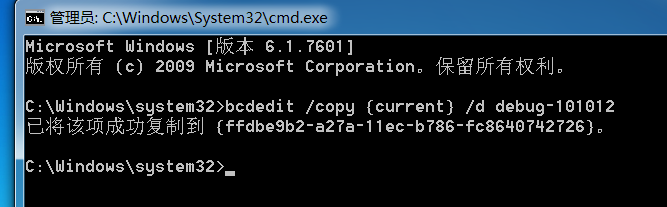 管理员: C:\Windows\System32\cmd.exe
Microsoft Windows [版本 6.1.7601]
版权所有 (c) 2009 Microsoft Corporation。保留所有权利。
C:\Windows\system32>bcdedit /copy {current} /d debug-101012
已将该项成功复制到 {ffdbe9b2-a27a-11ec-b786-fc8640742726}。
C:\Windows\system32>_